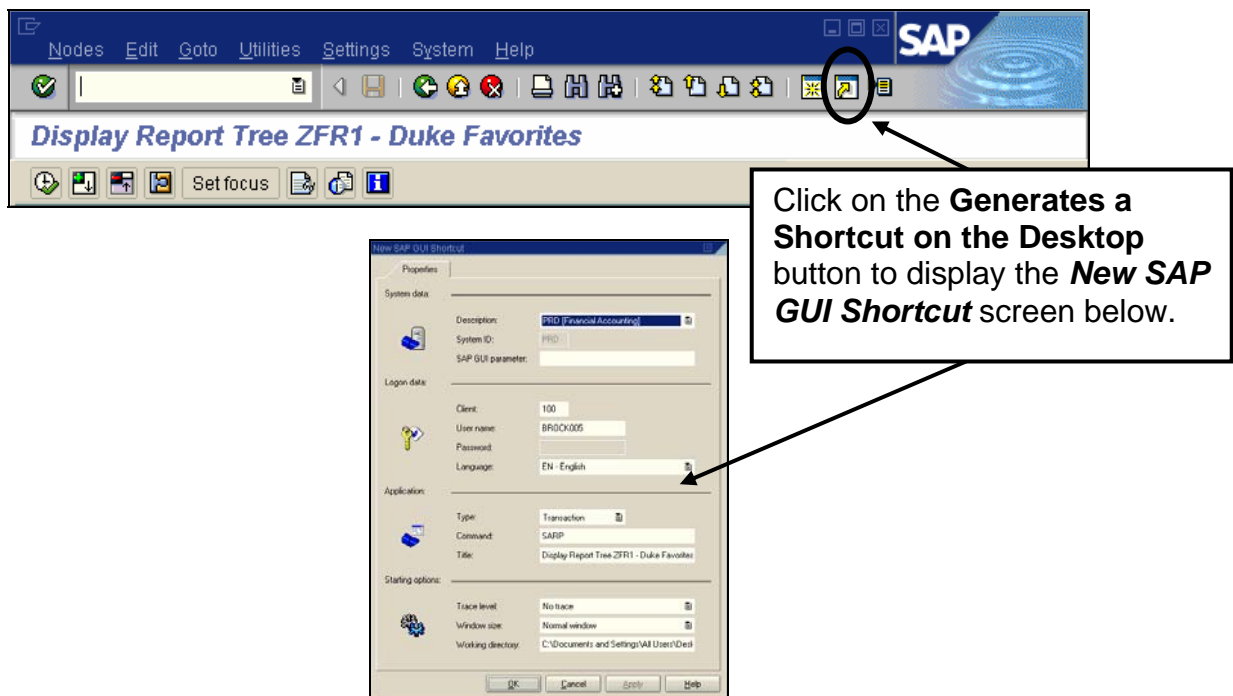 Nodes Edit Goto Utilities Settings System Help
SAP
Display Report Tree ZFR1 - Duke Favorites
Set focus
Click on the Generates a
Shortcut on the Desktop
button to display the New SAP
GUI Shortcut screen below.
New SAP GUI Shortcut
Properties
System data:
Description: PRD [Financial Accounting]
System ID: PRD
SAP GUI parameter:
Logon data:
Client: 100
User name: BROCK005
Password:
Language: EN - English
Application:
Type: Transaction
Command: SARP
Title: Display Report Tree ZFR1 - Duke Favorites
Starting options:
Trace level: No trace
Window size: Normal window
Working directory: C:\Documents and Settings\All Users\Desk
OK Cancel Apply Help